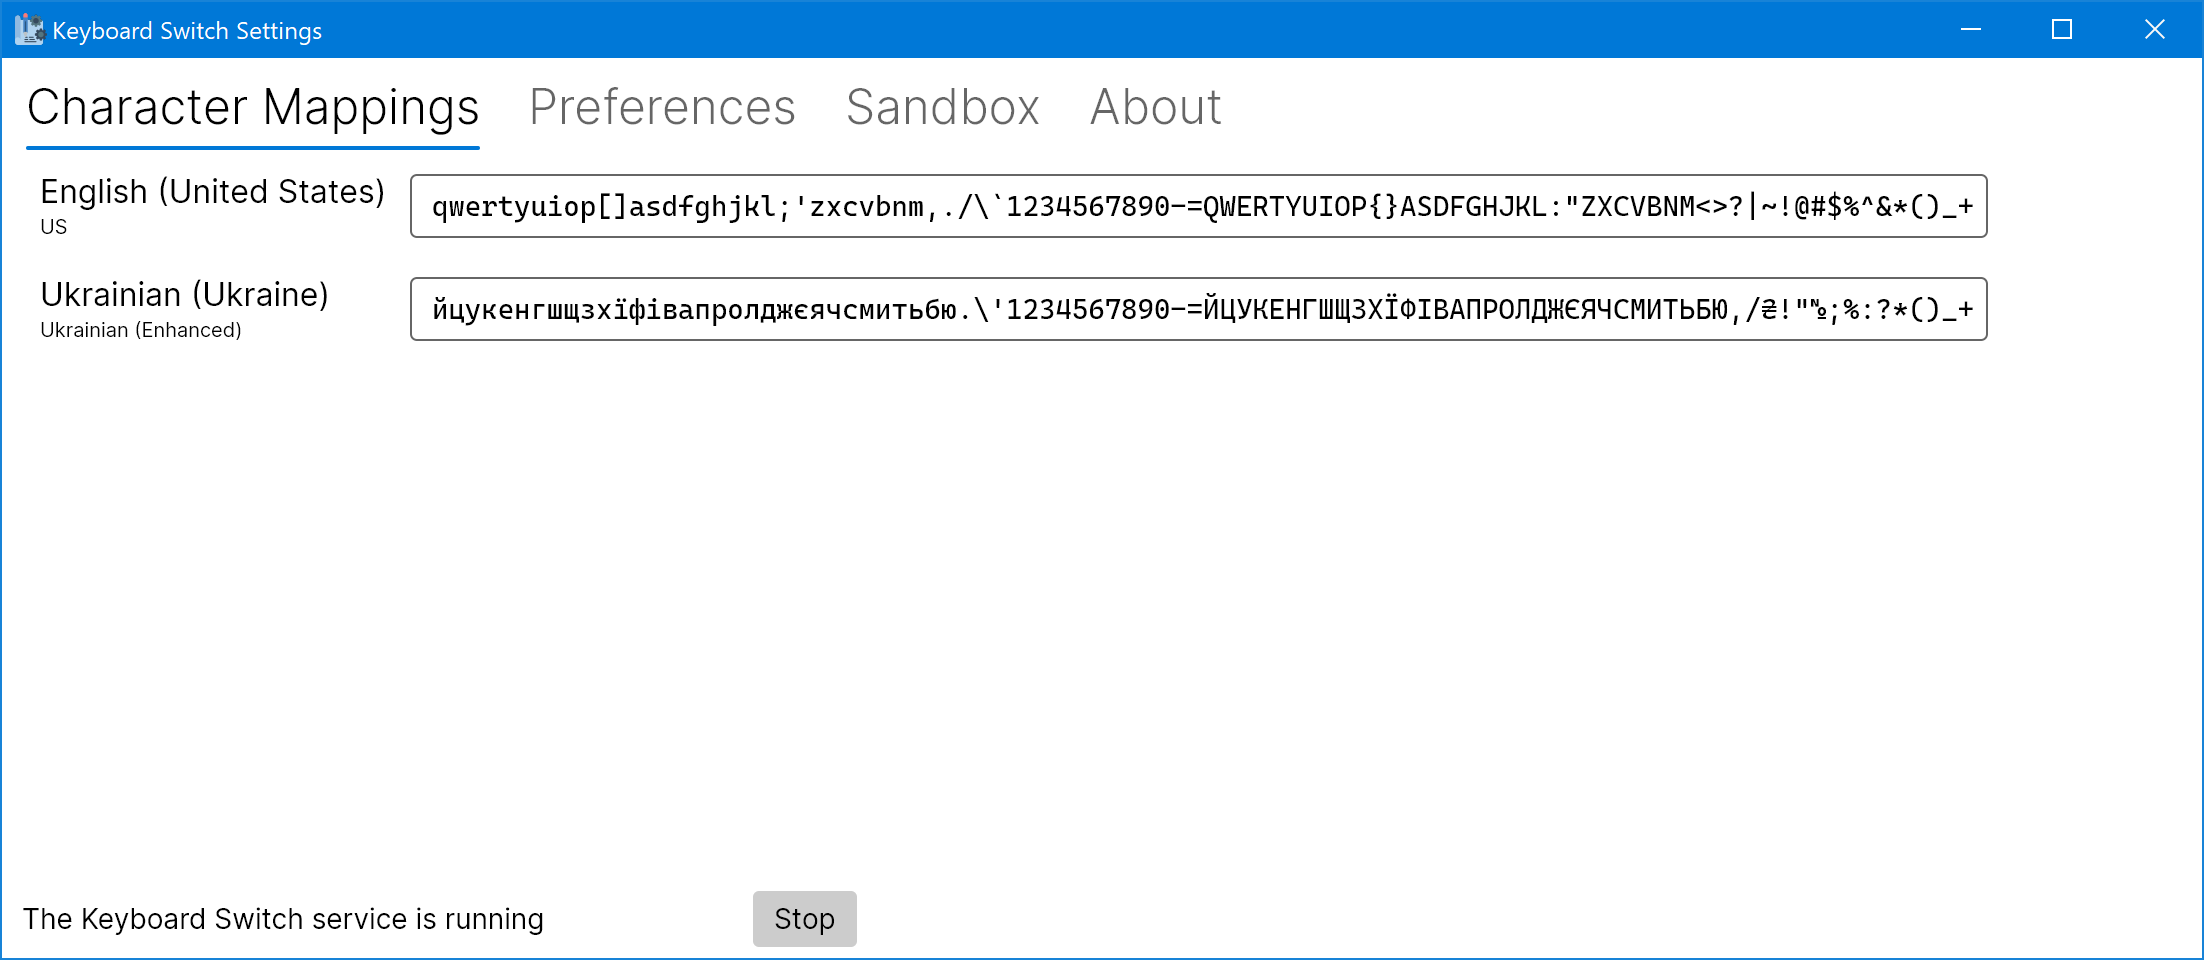 Keyboard Switch Settings
Character Mappings Preferences Sandbox About
English (United States)
US
qwertyuiop[]asdfghjkl;'zxcvbnm,./\`1234567890-=QWERTYUIOP{}ASDFGHJKL:"ZXCVBNM<>?|~!@#$%^&*()_+
Ukrainian (Ukraine)
Ukrainian (Enhanced)
йцукенгшщзхїфівапролджєячсмитьбю.\'1234567890-=ЙЦУКЕНГШЩЗХЇФІВАПРОЛДЖЄЯЧСМИТЬБЮ,/₴!"№;%:?*()_+
The Keyboard Switch service is running
Stop